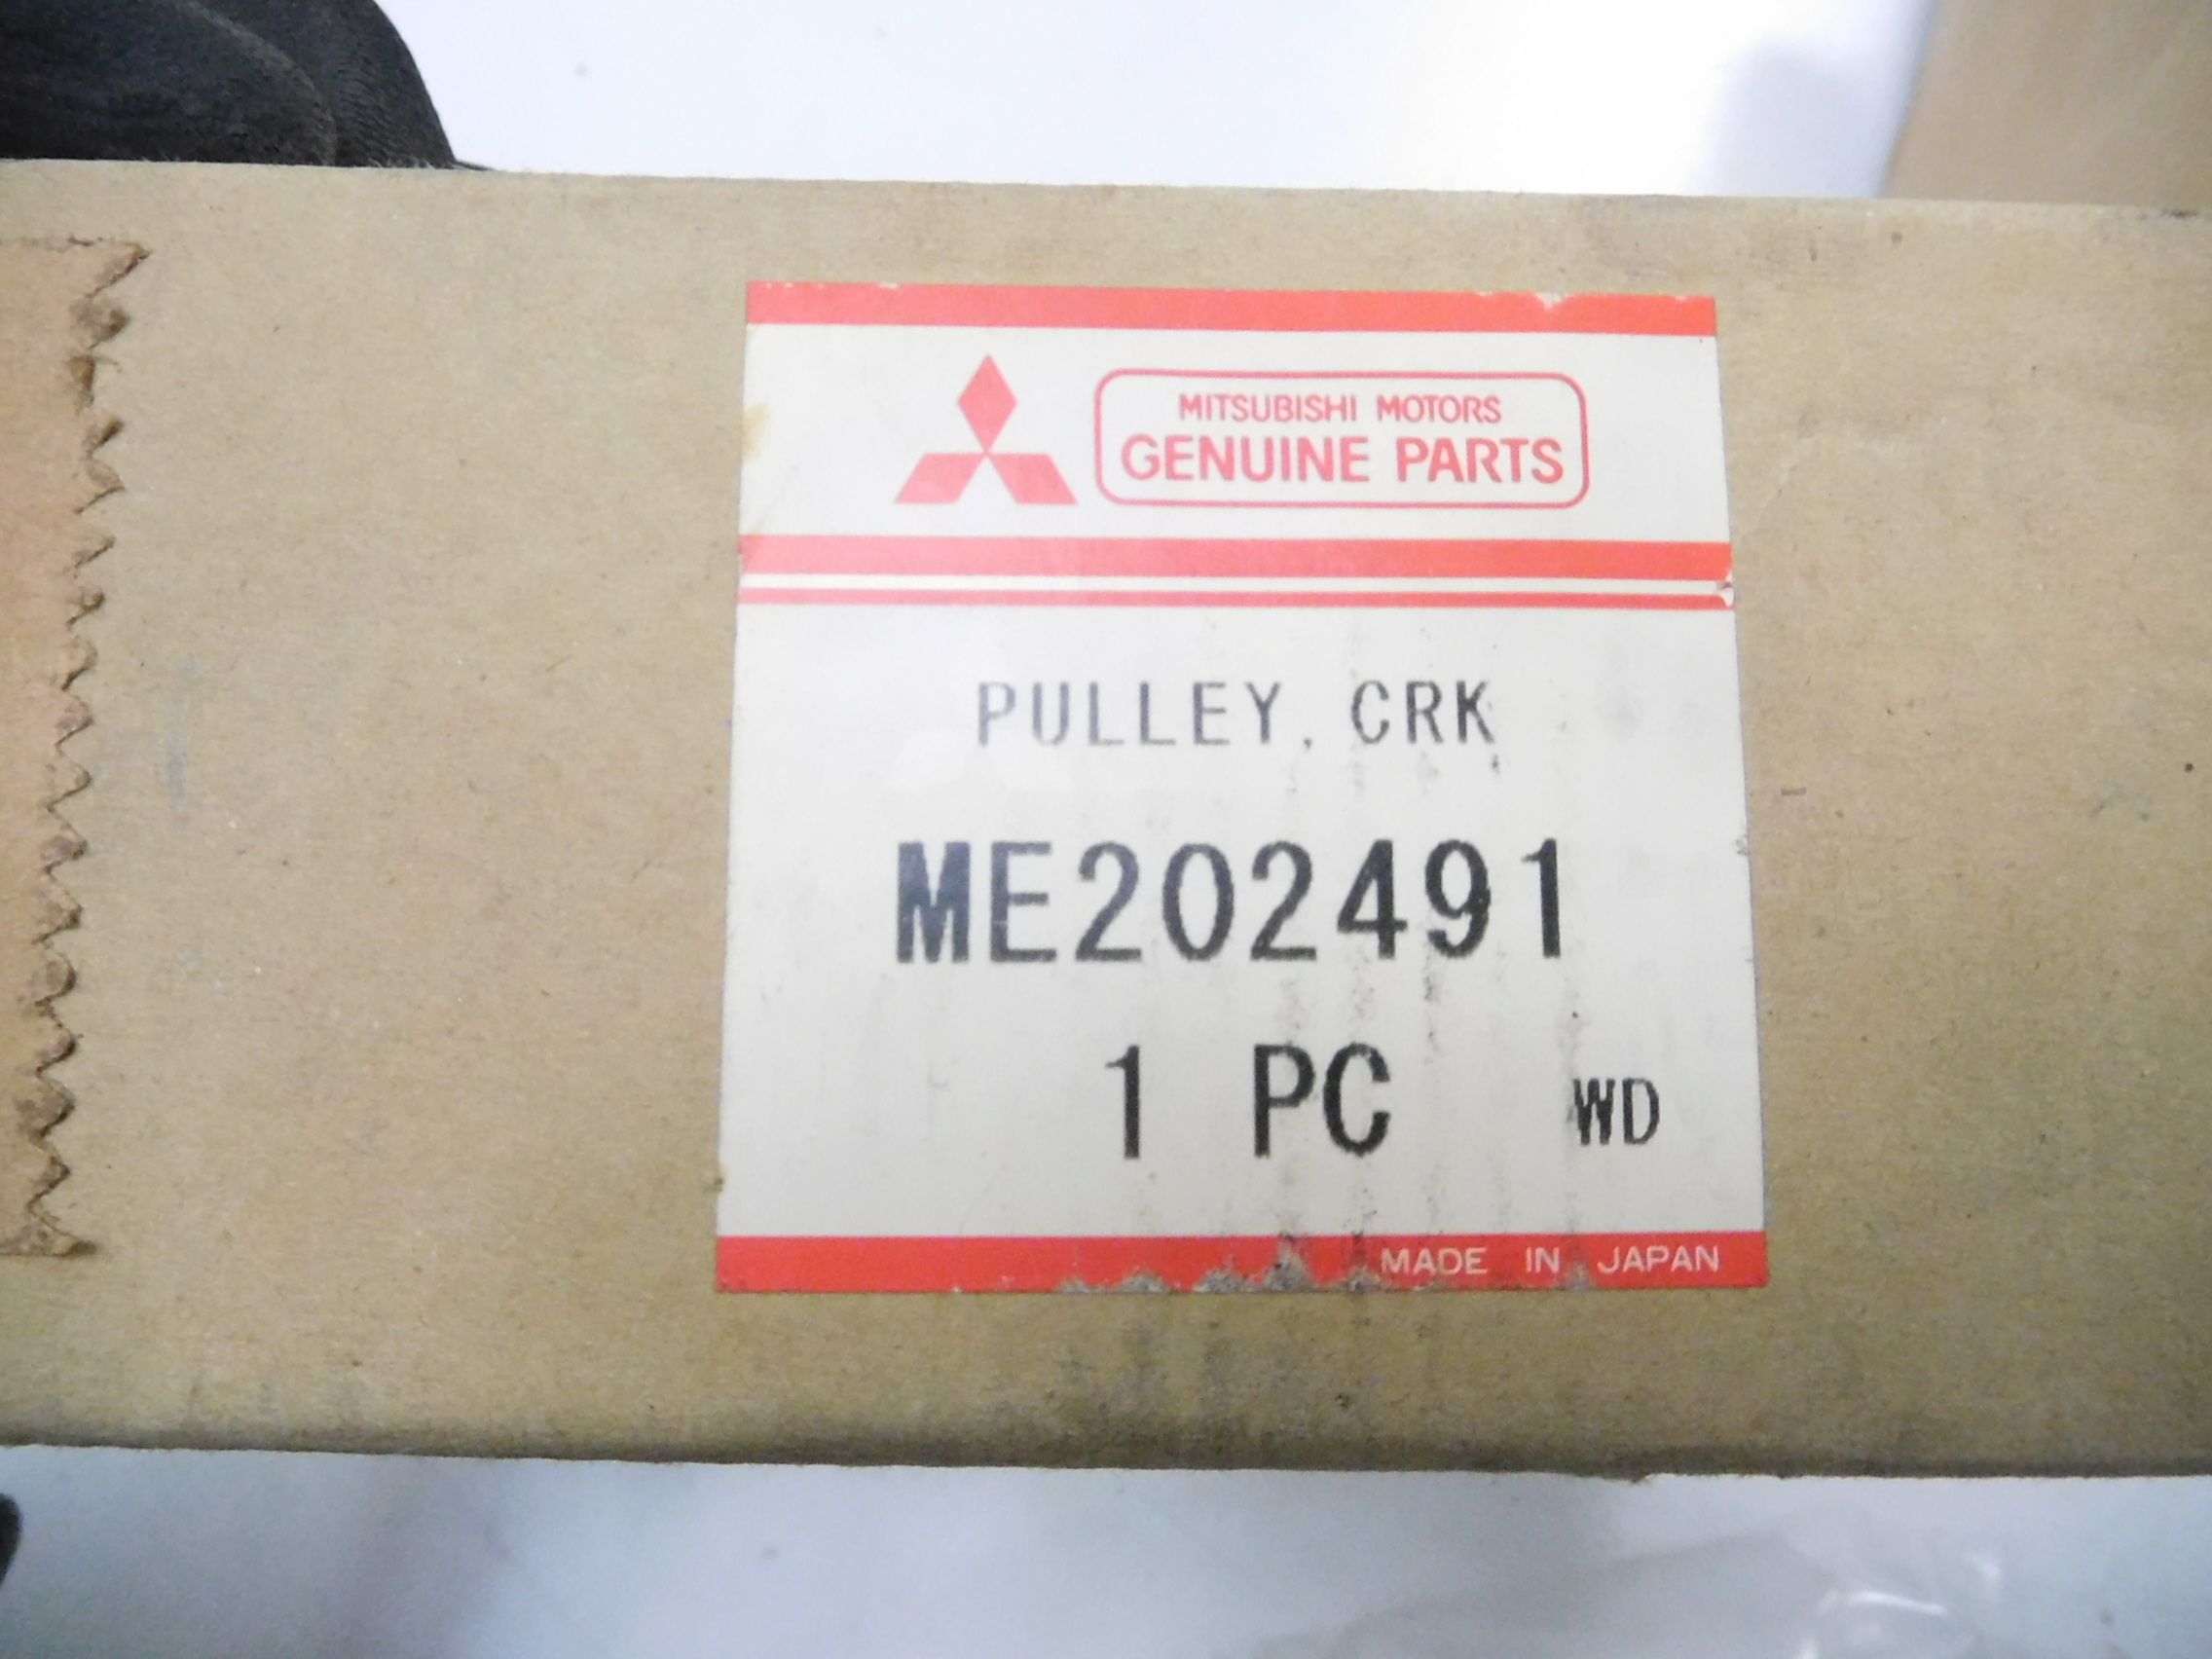 MITSUBISHI MOTORS
GENUINE PARTS
PULLEY, CRK
ME202491
1 PC WD
MADE IN JAPAN